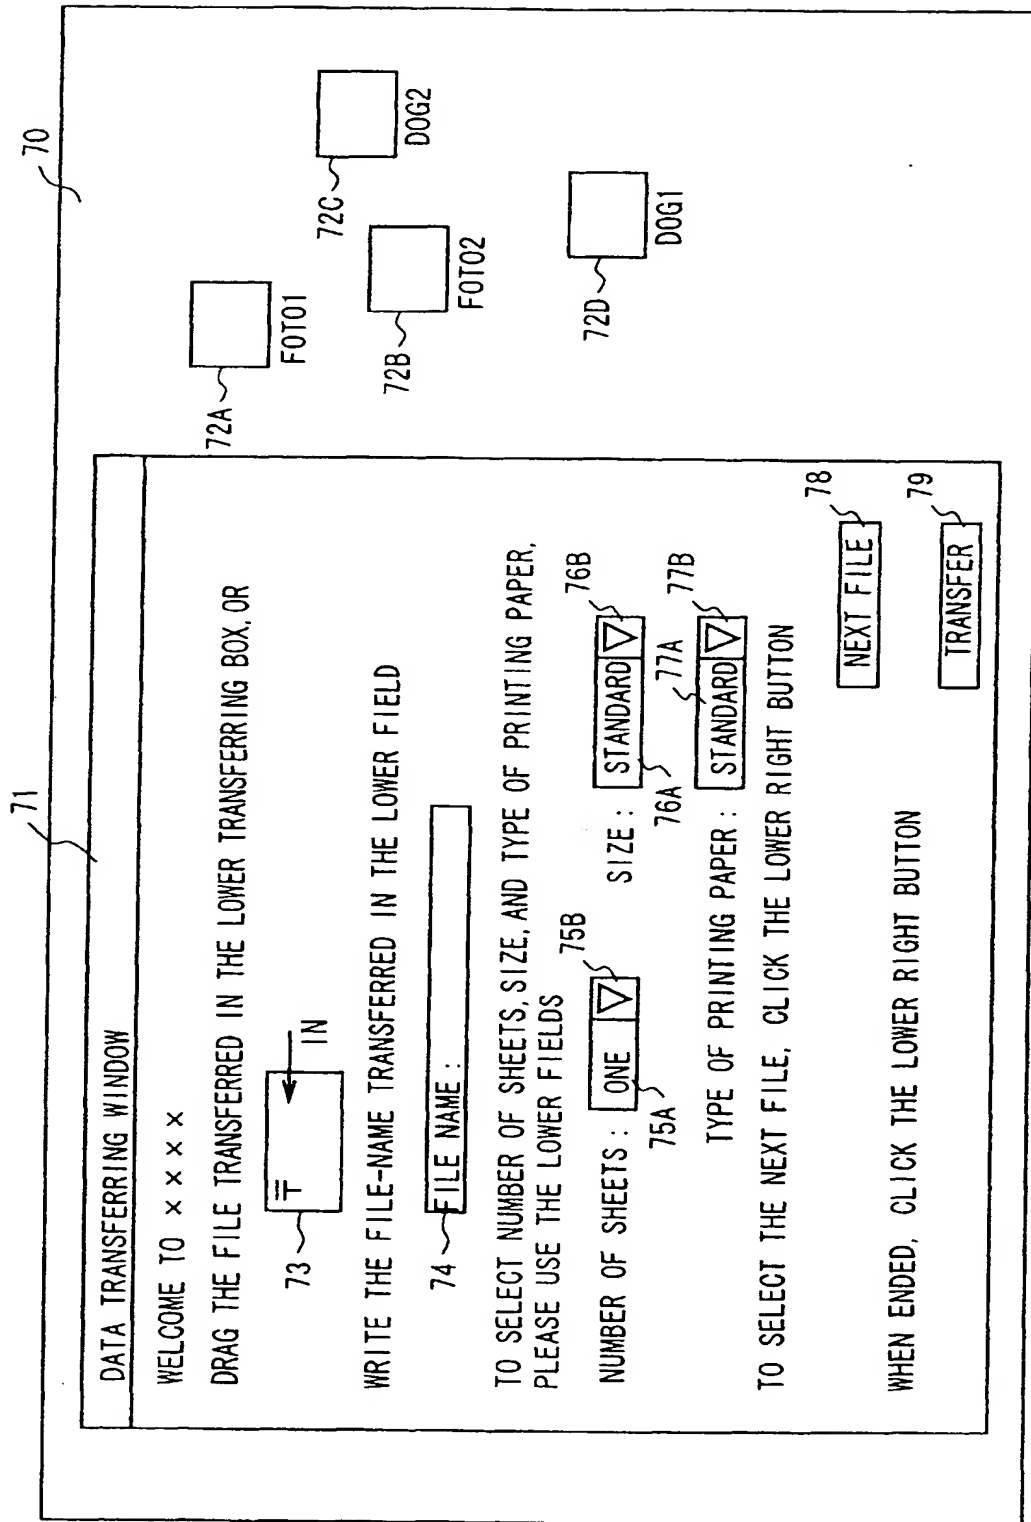 70
71
DATA TRANSFERRING WINDOW
WELCOME TO × × × ×
DRAG THE FILE TRANSFERRED IN THE LOWER TRANSFERRING BOX, OR
73
T
IN
WRITE THE FILE-NAME TRANSFERRED IN THE LOWER FIELD
74
FILE NAME :
TO SELECT NUMBER OF SHEETS, SIZE, AND TYPE OF PRINTING PAPER,
PLEASE USE THE LOWER FIELDS
75B
76B
NUMBER OF SHEETS : ONE ▽ SIZE : STANDARD ▽
75A
76A
77A
77B
TYPE OF PRINTING PAPER : STANDARD ▽
TO SELECT THE NEXT FILE, CLICK THE LOWER RIGHT BUTTON
78
NEXT FILE
WHEN ENDED, CLICK THE LOWER RIGHT BUTTON
79
TRANSFER
72A
FOTO1
72B
FOTO2
72C
DOG2
72D
DOG1